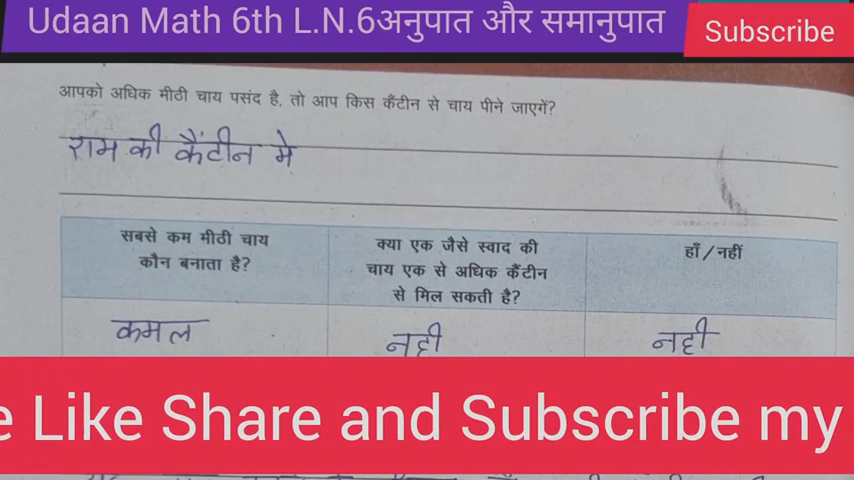 Udaan Math 6th L.N.6अनुपात और समानुपात
Subscribe
आपको अधिक मीठी चाय पसंद है, तो आप किस कैंटीन से चाय पीने जाएगें?
राम की कैंटीन मे
सबसे कम मीठी चाय
कौन बनाता है?
क्या एक जैसे स्वाद की
चाय एक से अधिक कैंटीन
से मिल सकती है?
हाँ/नहीं
कमल
नही
नही
e Like Share and Subscribe my